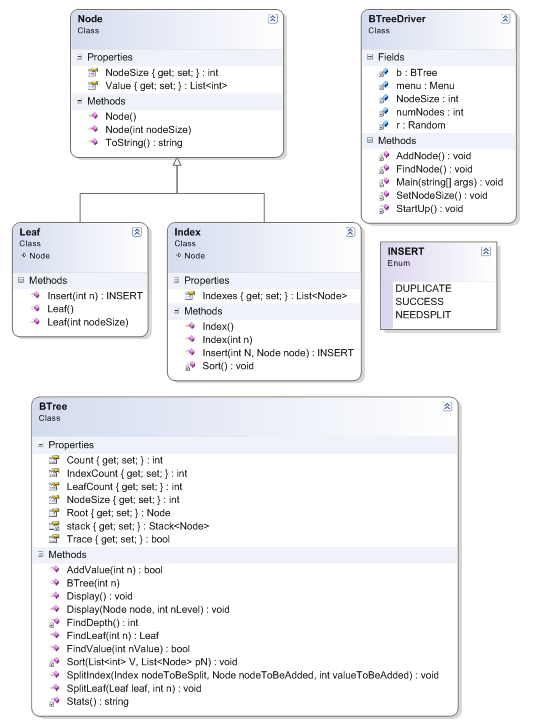 Node
Class
Properties
NodeSize { get; set; } : int
Value { get; set; } : List<int>
Methods
Node()
Node(int nodeSize)
ToString() : string
BTreeDriver
Class
Fields
b : BTree
menu : Menu
NodeSize : int
numNodes : int
r : Random
Methods
AddNode() : void
FindNode() : void
Main(string[] args) : void
SetNodeSize() : void
StartUp() : void
Leaf
Class
Node
Methods
Insert(int n) : INSERT
Leaf()
Leaf(int nodeSize)
Index
Class
Node
Properties
Indexes { get; set; } : List<Node>
Methods
Index()
Index(int n)
Insert(int N, Node node) : INSERT
Sort() : void
INSERT
Enum
DUPLICATE
SUCCESS
NEEDSPLIT
BTree
Class
Properties
Count { get; set; } : int
IndexCount { get; set; } : int
LeafCount { get; set; } : int
NodeSize { get; set; } : int
Root { get; set; } : Node
stack { get; set; } : Stack<Node>
Trace { get; set; } : bool
Methods
AddValue(int n) : bool
BTree(int n)
Display() : void
Display(Node node, int nLevel) : void
FindDepth() : int
FindLeaf(int n) : Leaf
FindValue(int nValue) : bool
Sort(List<int> V, List<Node> pN) : void
SplitIndex(Index nodeToBeSplit, Node nodeToBeAdded, int valueToBeAdded) : void
SplitLeaf(Leaf leaf, int n) : void
Stats() : string